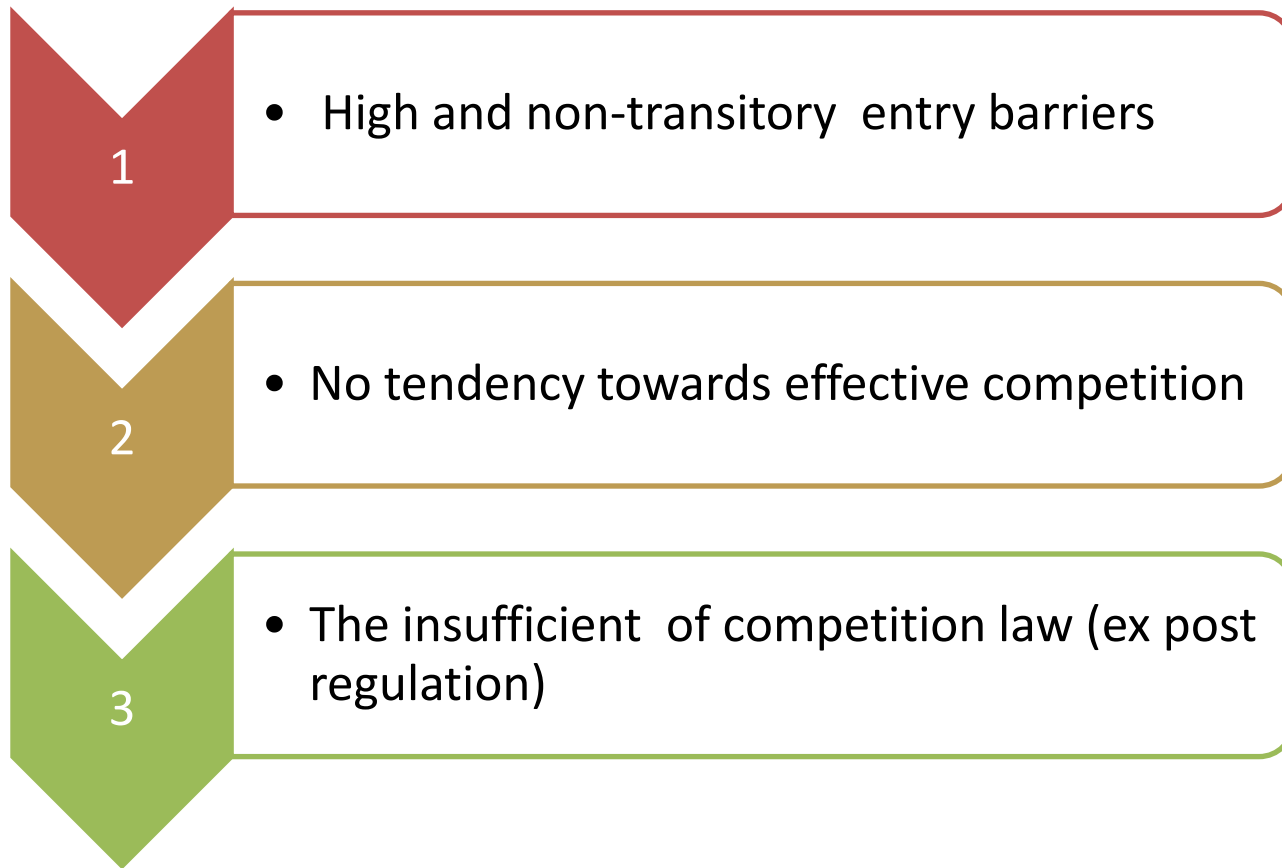 1
• High and non-transitory entry barriers
2
• No tendency towards effective competition
3
• The insufficient of competition law (ex post
regulation)